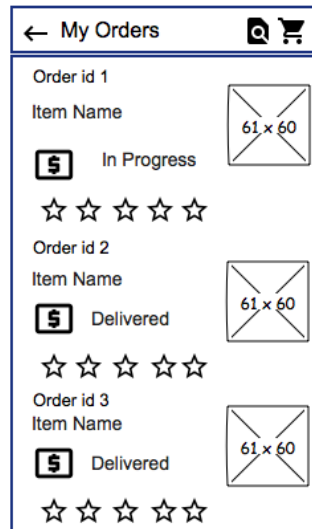 My Orders
Order id 1
Item Name
61 x 60
$ In Progress
Order id 2
Item Name
61 x 60
$ Delivered
Order id 3
Item Name
61 x 60
$ Delivered